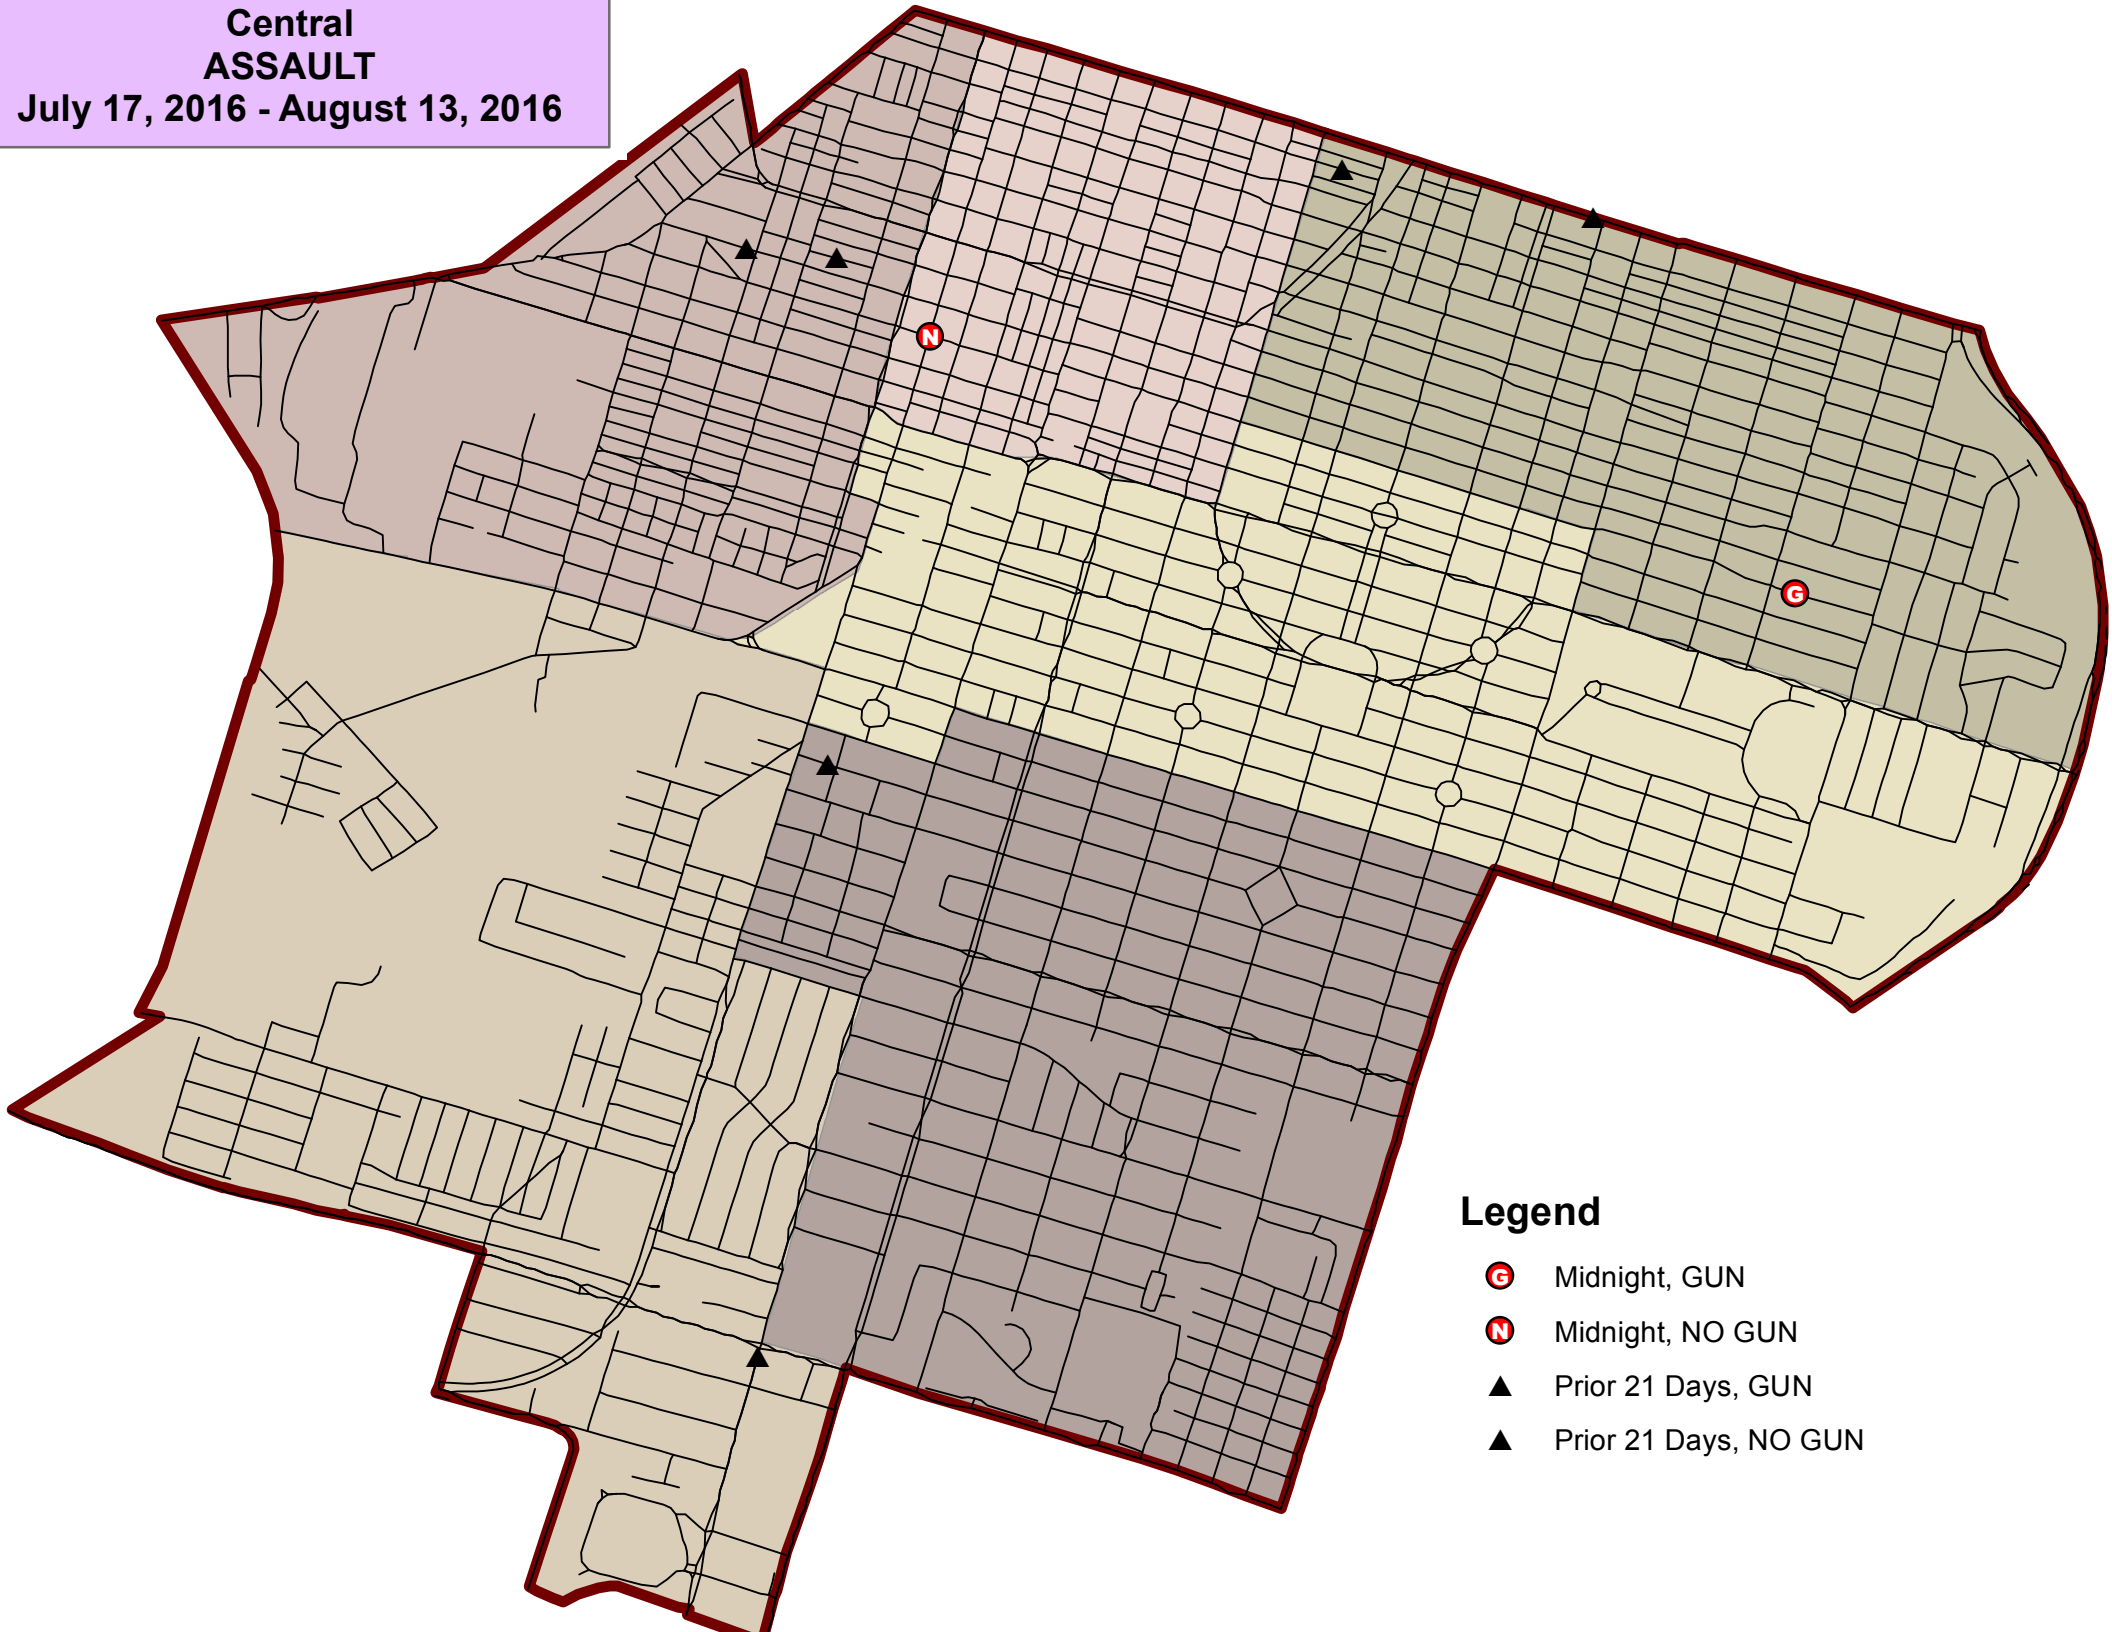 Central
ASSAULT
July 17, 2016 - August 13, 2016
N
G
Legend
G Midnight, GUN
N Midnight, NO GUN
Prior 21 Days, GUN
Prior 21 Days, NO GUN